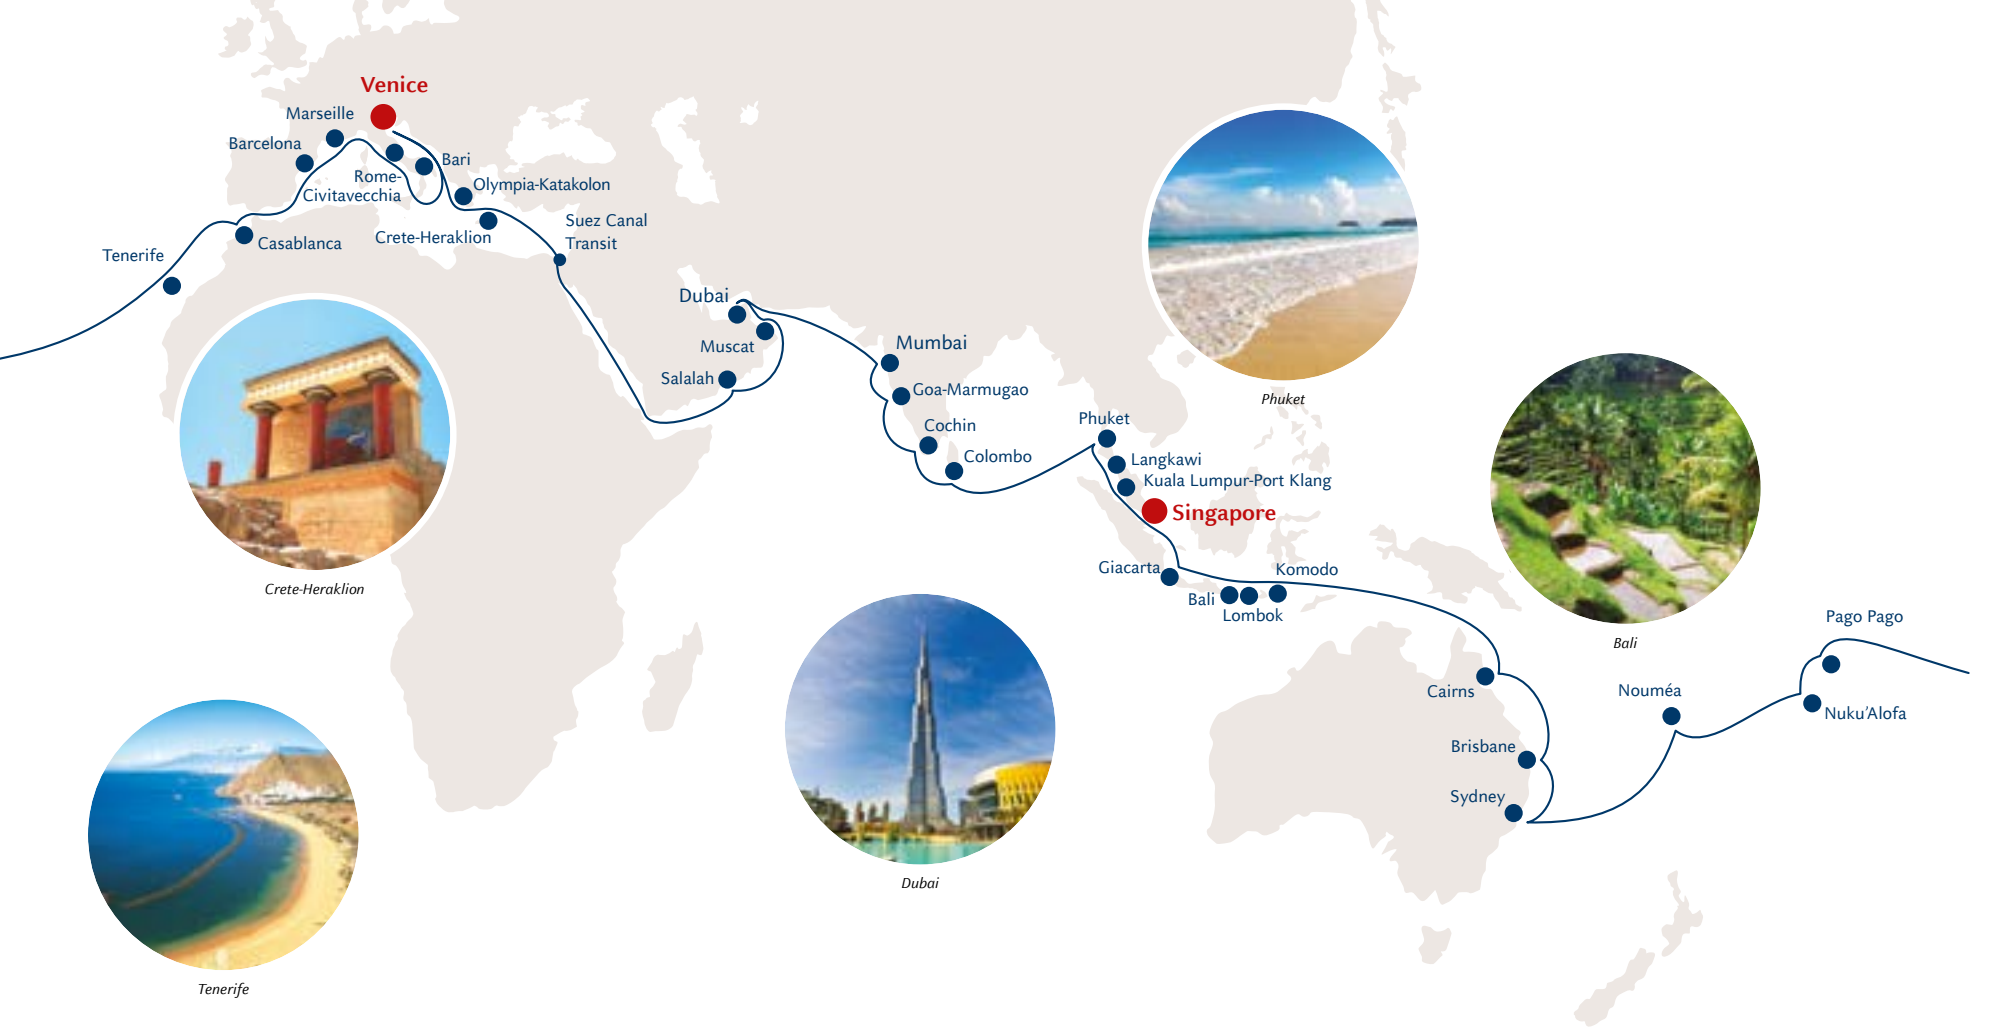 Venice
Marseille
Barcelona
Bari
Rome-
Civitavecchia
Olympia-Katakolon
Suez Canal
Transit
Crete-Heraklion
Casablanca
Tenerife
Dubai
Muscat
Salalah
Mumbai
Goa-Marmugao
Cochin
Colombo
Phuket
Phuket
Langkawi
Kuala Lumpur-Port Klang
Singapore
Giacarta
Komodo
Bali
Lombok
Crete-Heraklion
Bali
Pago Pago
Cairns
Nouméa
Nuku’Alofa
Brisbane
Sydney
Dubai
Tenerife